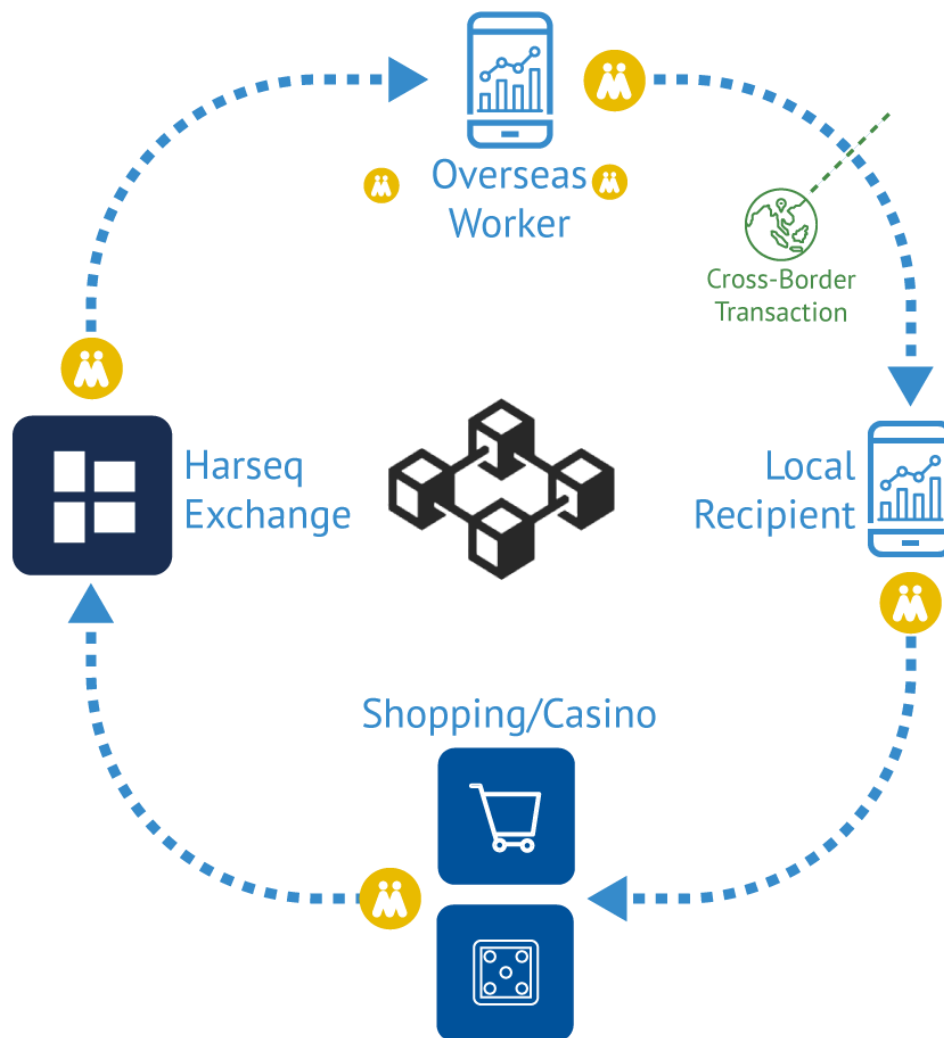 Overseas
Worker
Cross-Border
Transaction
Harseq
Exchange
Local
Recipient
Shopping/Casino